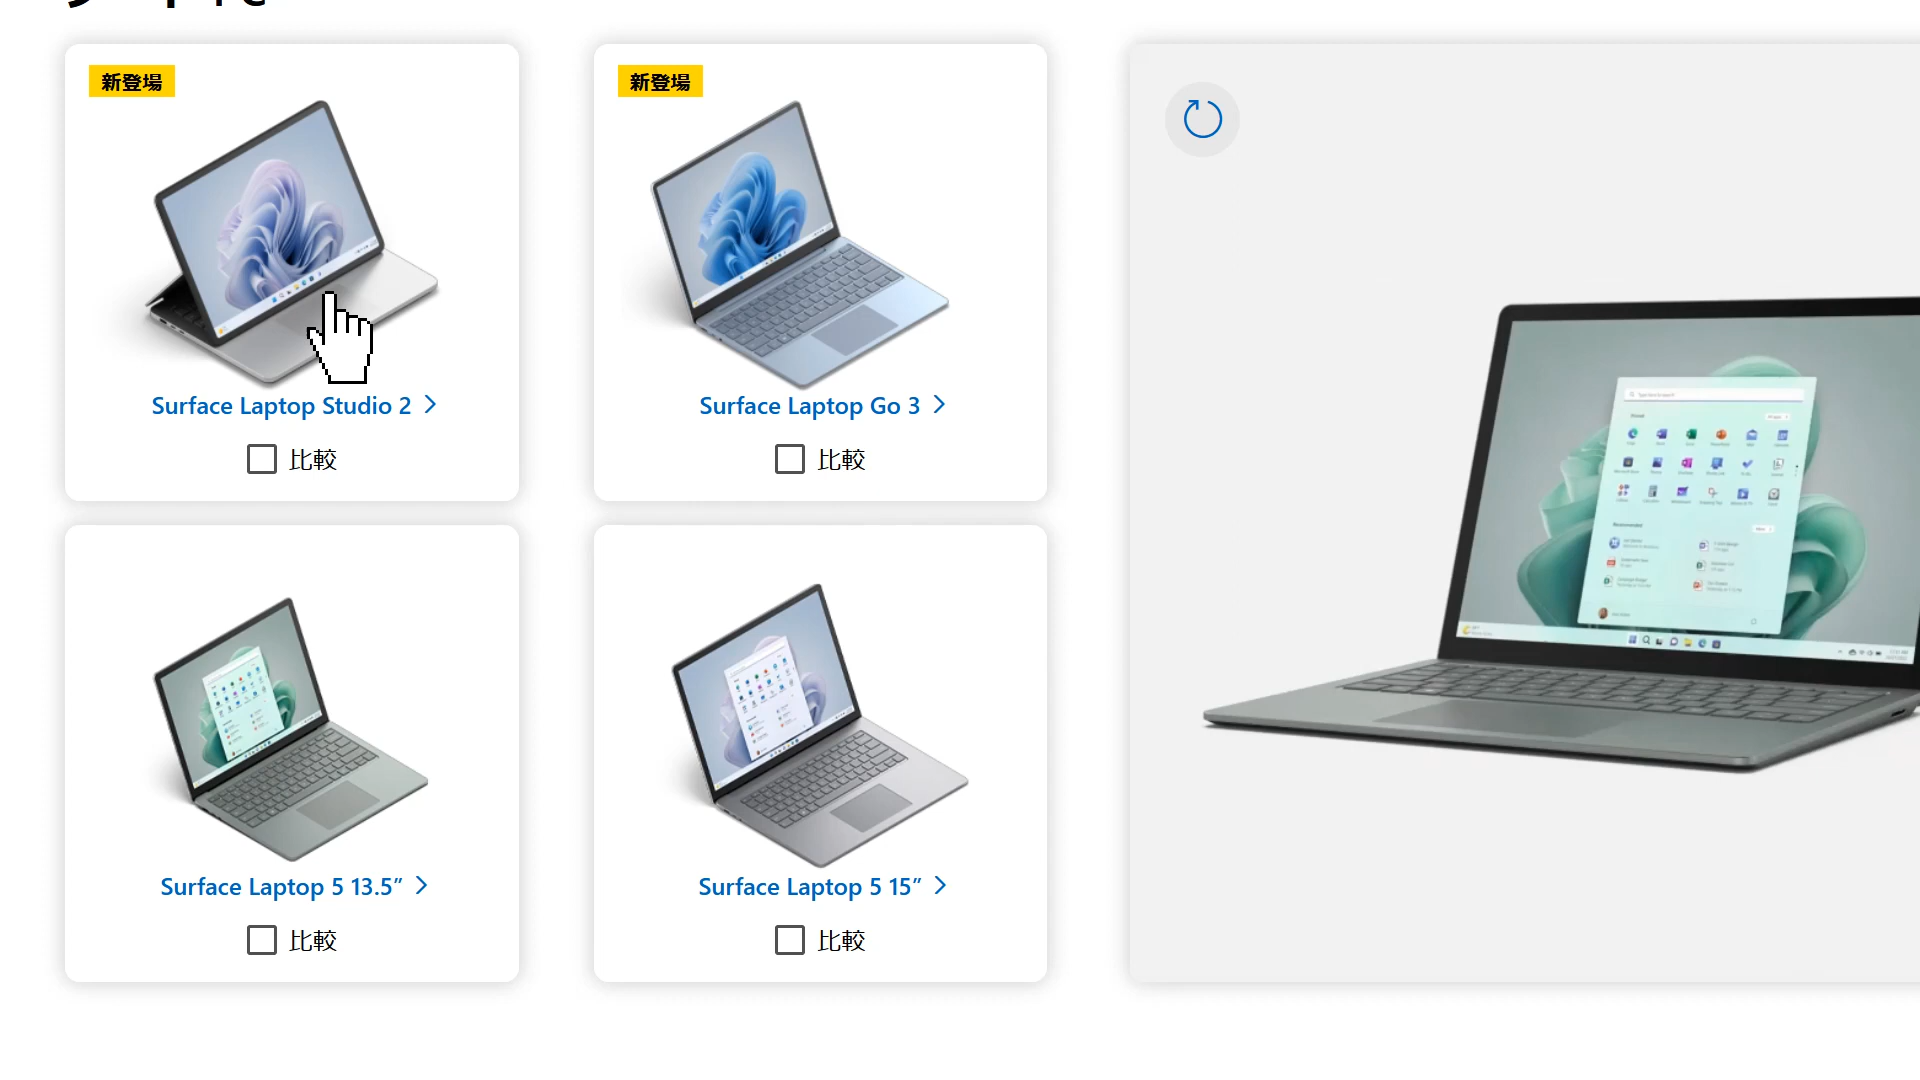 新登場
Surface Laptop Studio 2
比較
新登場
Surface Laptop Go 3
比較
Surface Laptop 5 13.5”
比較
Surface Laptop 5 15”
比較